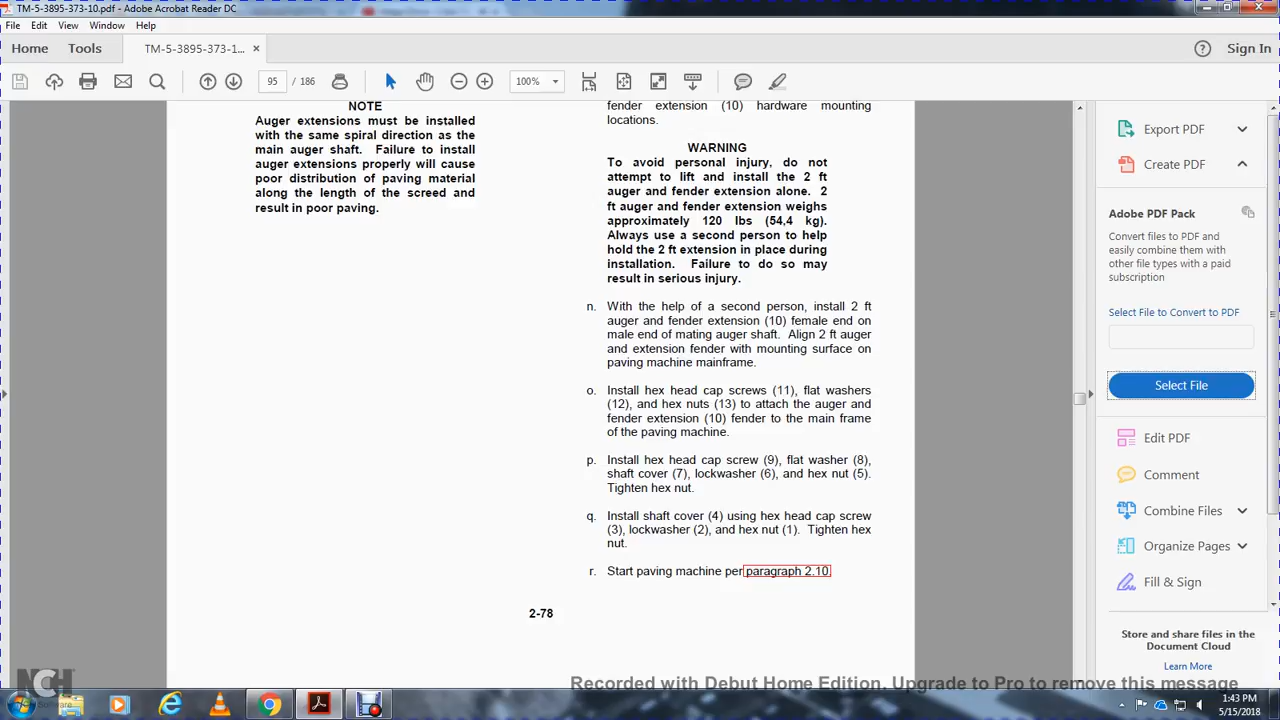 TM-5-3895-373-10.pdf - Adobe Acrobat Reader DC
File Edit View Window Help
Home Tools TM-5-3895-373-1... × Sign In
95 / 186 100%
NOTE
Auger extensions must be installed
with the same spiral direction as the
main auger shaft. Failure to install
auger extensions properly will cause
poor distribution of paving material
along the length of the screed and
result in poor paving.
fender extension (10) hardware mounting
locations.
WARNING
To avoid personal injury, do not
attempt to lift and install the 2 ft
auger and fender extension alone. 2
ft auger and fender extension weighs
approximately 120 lbs (54,4 kg).
Always use a second person to help
hold the 2 ft extension in place during
installation. Failure to do so may
result in serious injury.
n. With the help of a second person, install 2 ft
auger and fender extension (10) female end on
male end of mating auger shaft. Align 2 ft auger
and extension fender with mounting surface on
paving machine mainframe.
o. Install hex head cap screws (11), flat washers
(12), and hex nuts (13) to attach the auger and
fender extension (10) fender to the main frame
of the paving machine.
p. Install hex head cap screw (9), flat washer (8),
shaft cover (7), lockwasher (6), and hex nut (5).
Tighten hex nut.
q. Install shaft cover (4) using hex head cap screw
(3), lockwasher (2), and hex nut (1). Tighten hex
nut.
r. Start paving machine per paragraph 2.10
2-78
Export PDF
Create PDF
Adobe PDF Pack
Convert files to PDF and
easily combine them with
other file types with a paid
subscription
Select File to Convert to PDF
Select File
Edit PDF
Comment
Combine Files
Organize Pages
Fill & Sign
Store and share files in the
Document Cloud
Learn More
NCH
Software
Recorded with Debut Home Edition. Upgrade to Pro to remove this message
1:43 PM
5/15/2018